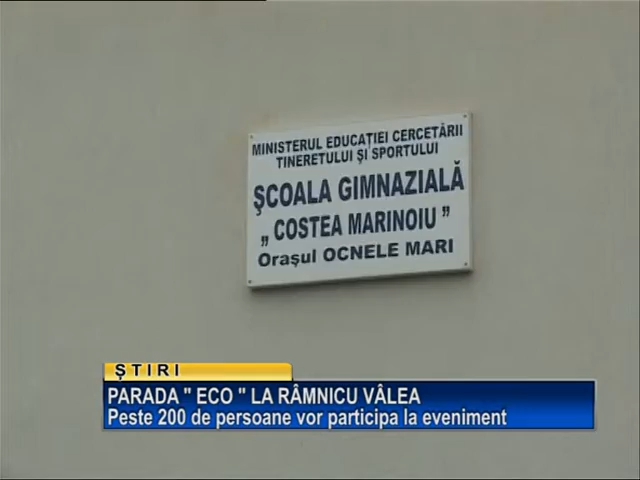 MINISTERUL EDUCAȚIEI CERCETĂRII
TINERETULUI ȘI SPORTULUI
ȘCOALA GIMNAZIALĂ
„ COSTEA MARINOIU ”
Orașul OCNELE MARI
ȘTIRI
PARADA " ECO " LA RÂMNICU VÂLEA
Peste 200 de persoane vor participa la eveniment